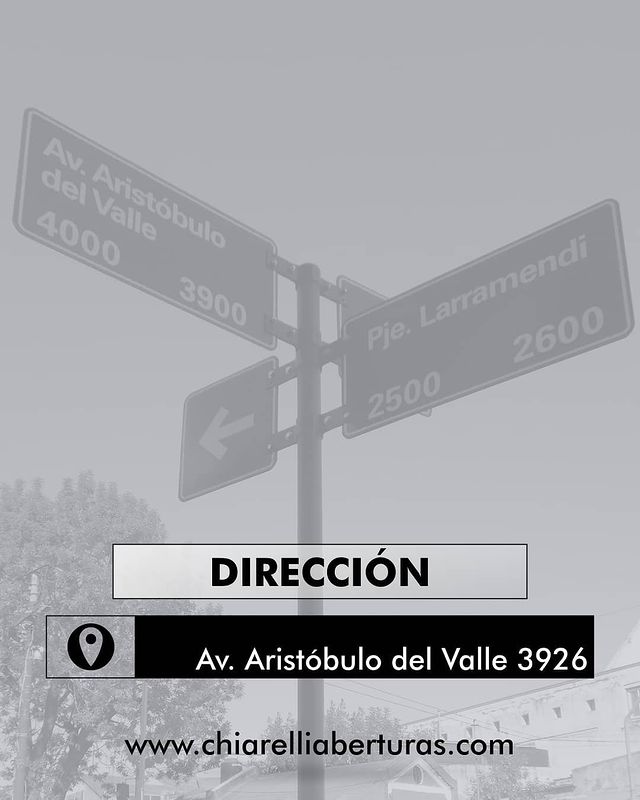 Av. Aristóbulo
del Valle
4000 3900
Pje. Larramendi
2500 2600
DIRECCIÓN
Av. Aristóbulo del Valle 3926
www.chiarelliaberturas.com